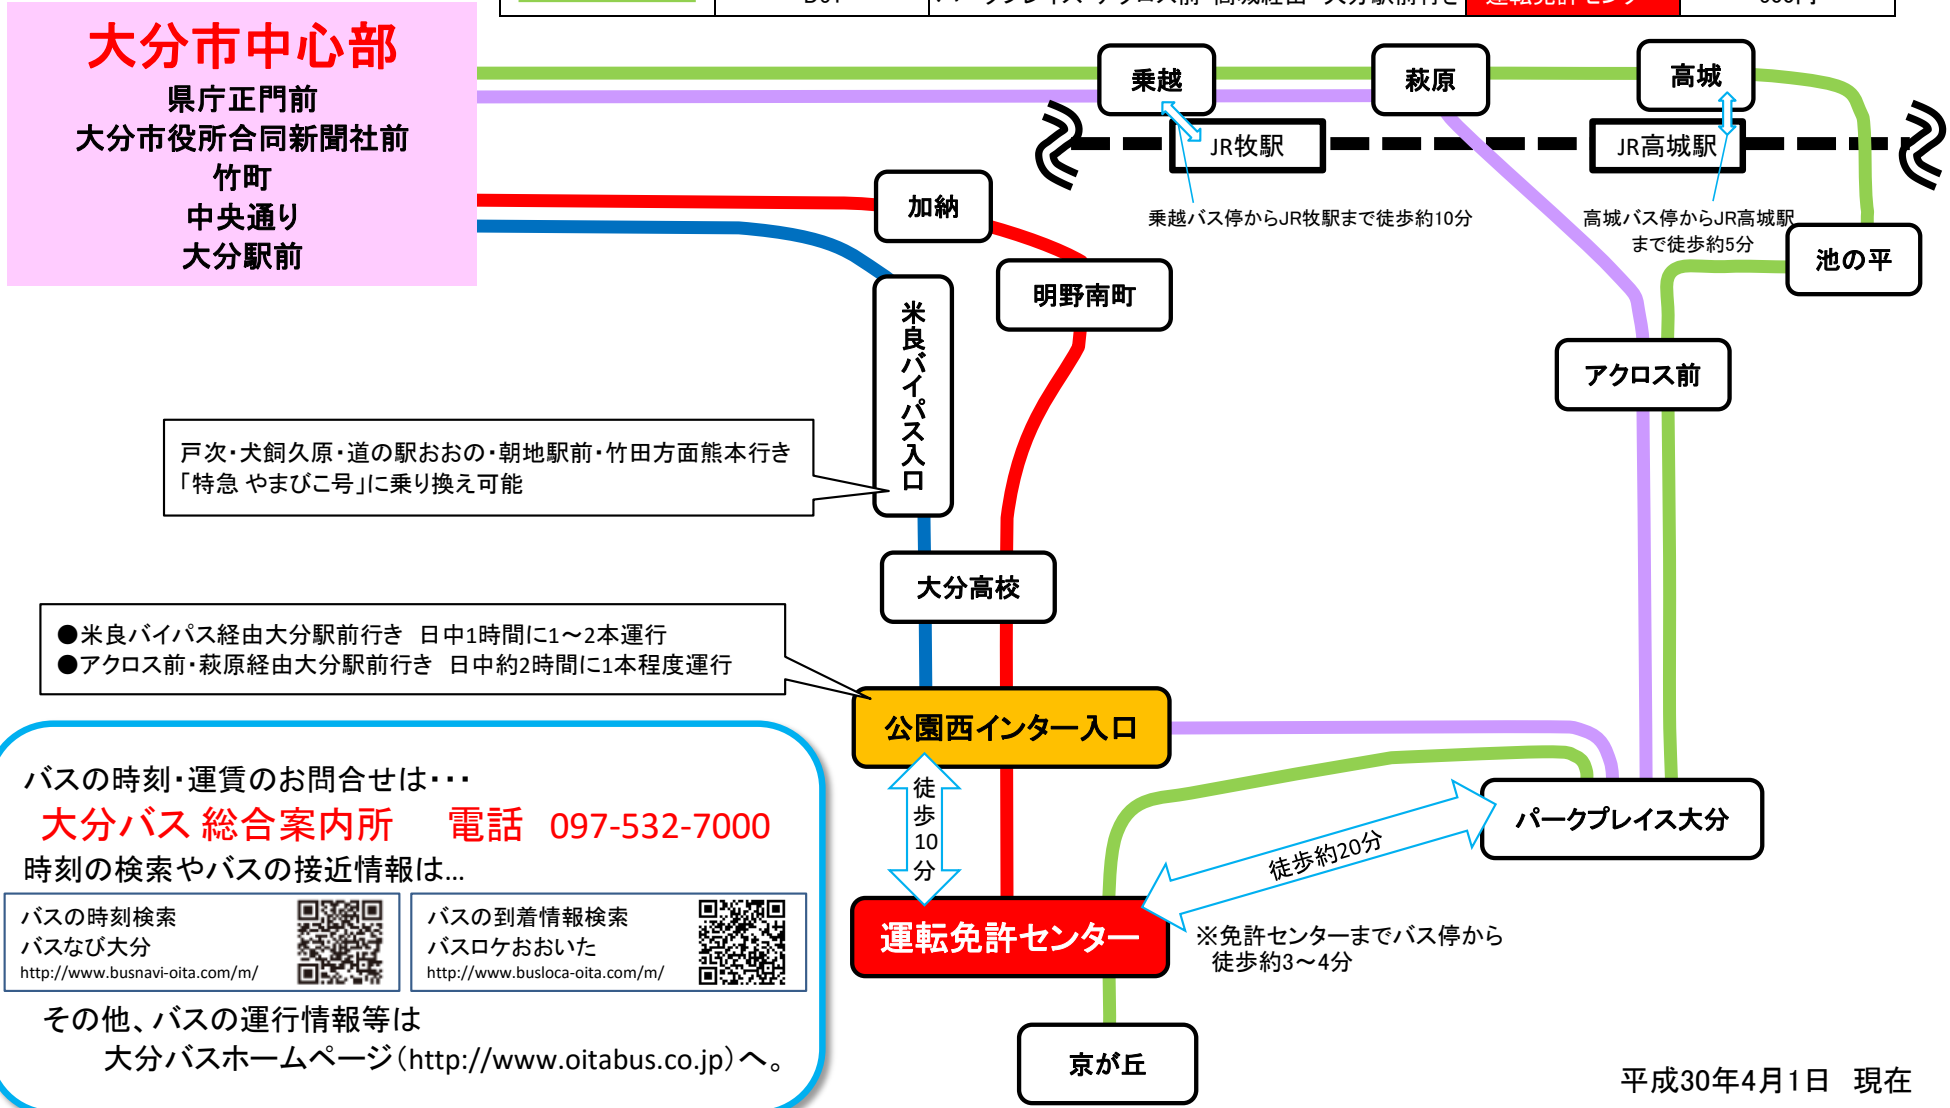 運転免許センター
大分市中心部
県庁正門前
大分市役所合同新聞社前
竹町
中央通り
大分駅前
乗越
萩原
高城
JR牧駅
JR高城駅
乗越バス停からJR牧駅まで徒歩約10分
高城バス停からJR高城駅
まで徒歩約5分
加納
池の平
明野南町
米良バイパス入口
アクロス前
戸次・犬飼久原・道の駅おおの・朝地駅前・竹田方面熊本行き
「特急 やまびこ号」に乗り換え可能
大分高校
●米良バイパス経由大分駅前行き 日中1時間に1~2本運行
●アクロス前・萩原経由大分駅前行き 日中約2時間に1本程度運行
公園西インター入口
徒歩10分
パークプレイス大分
徒歩約20分
運転免許センター
※免許センターまでバス停から
徒歩約3~4分
京が丘
バスの時刻・運賃のお問合せは・・・
大分バス 総合案内所 電話 097-532-7000
時刻の検索やバスの接近情報は...
バスの時刻検索
バスなび大分
http://www.busnavi-oita.com/m/
バスの到着情報検索
バスロケおおいた
http://www.busloca-oita.com/m/
その他、バスの運行情報等は
大分バスホームページ(http://www.oitabus.co.jp)へ。
平成30年4月1日 現在